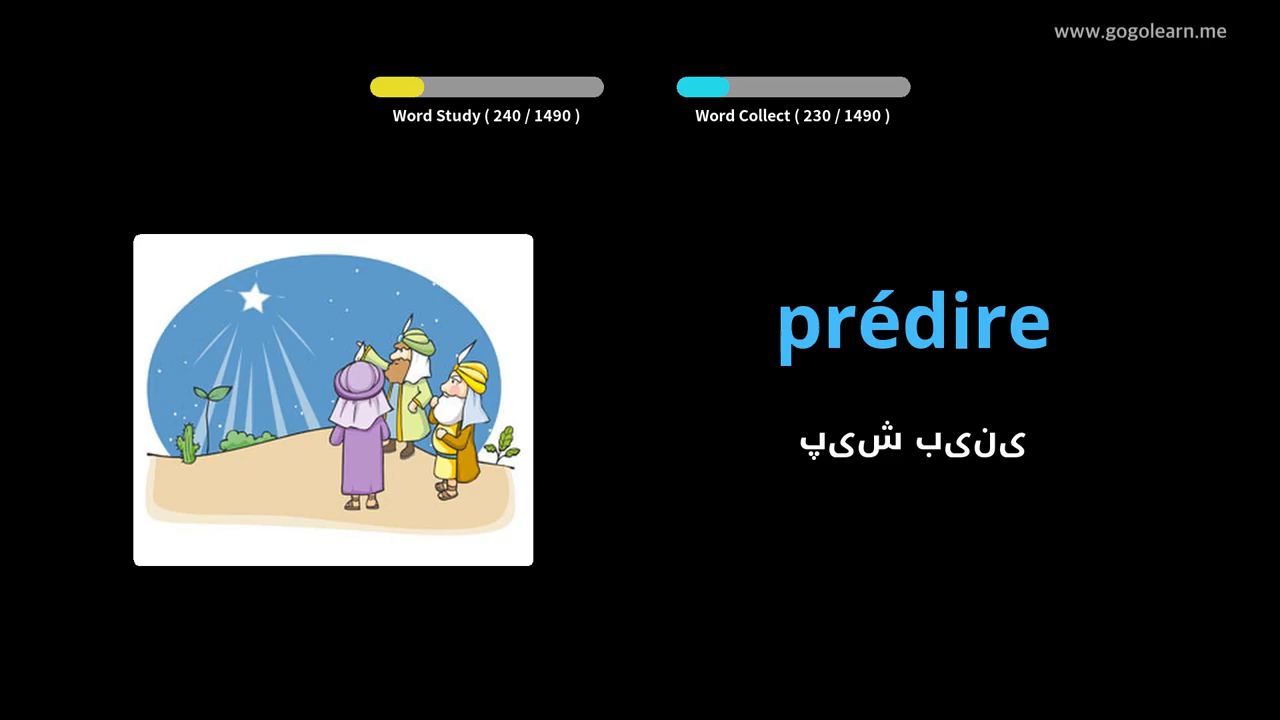 www.gogolearn.me
Word Study ( 240 / 1490 )
Word Collect ( 230 / 1490 )
prédire
پیش بینی